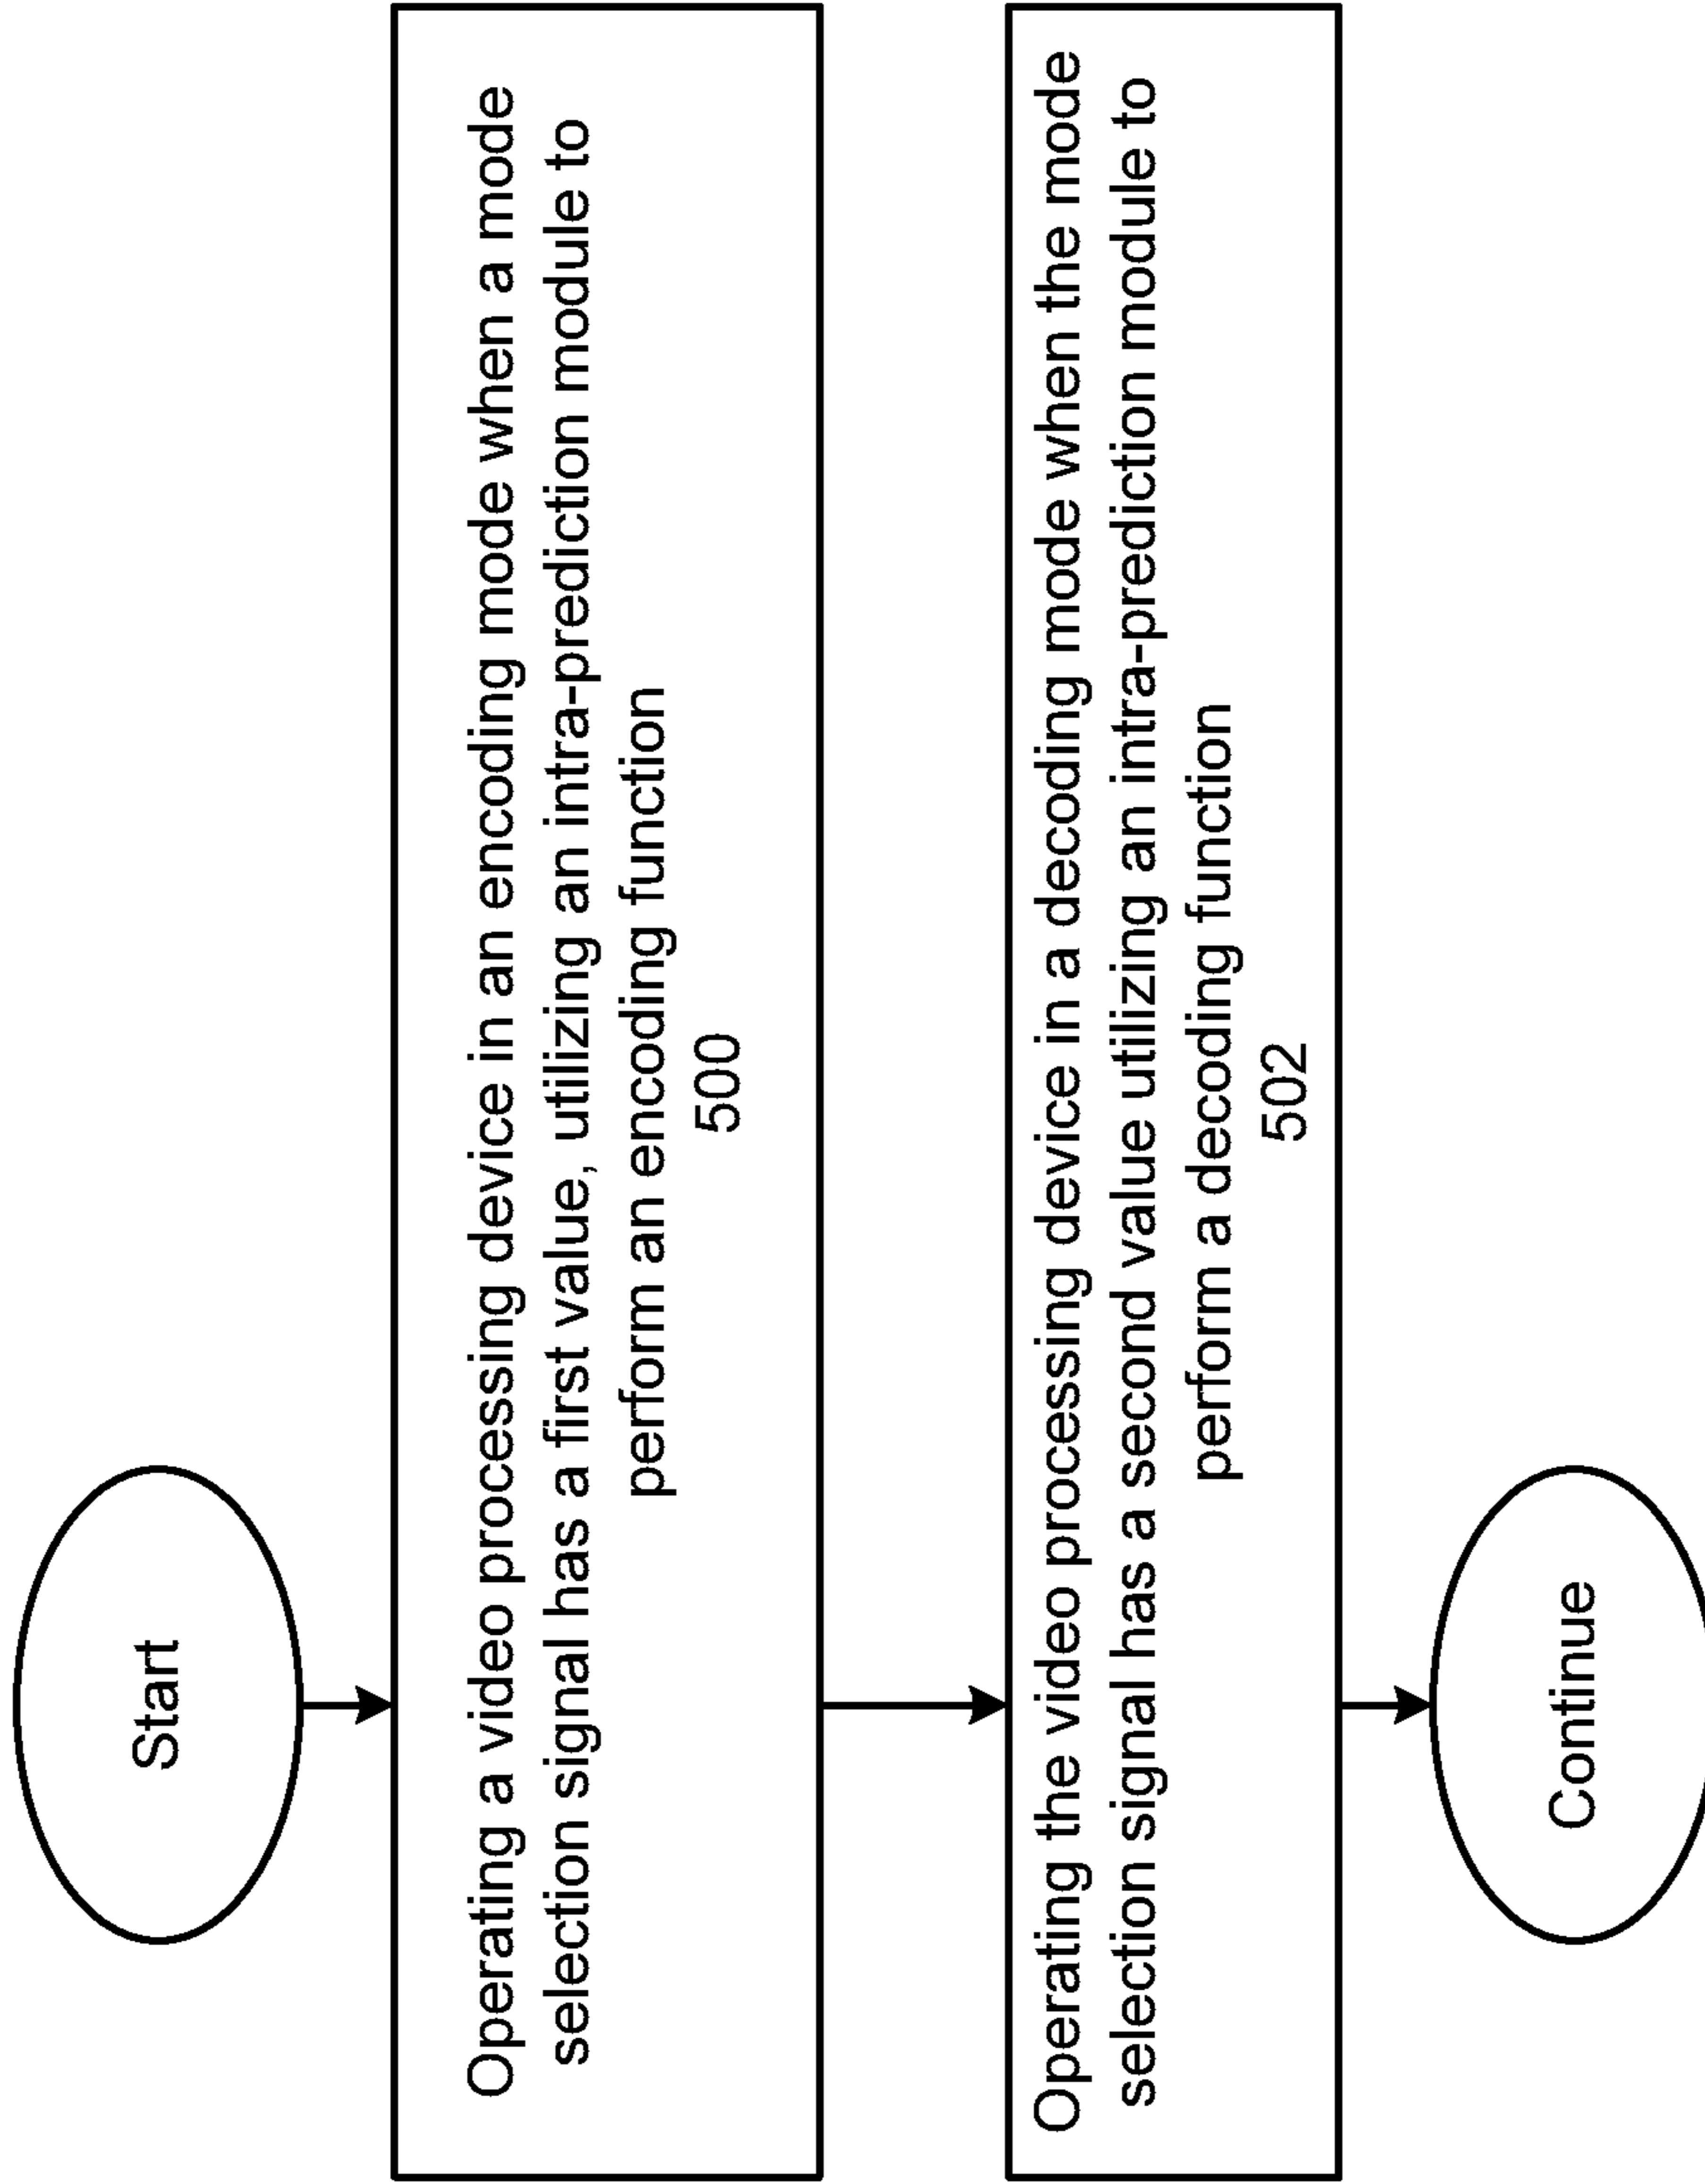 Start
Operating a video processing device in an encoding mode when a mode
selection signal has a first value, utilizing an intra-prediction module to
perform an encoding function
500
Operating the video processing device in a decoding mode when the mode
selection signal has a second value utilizing an intra-prediction module to
perform a decoding function
502
Continue